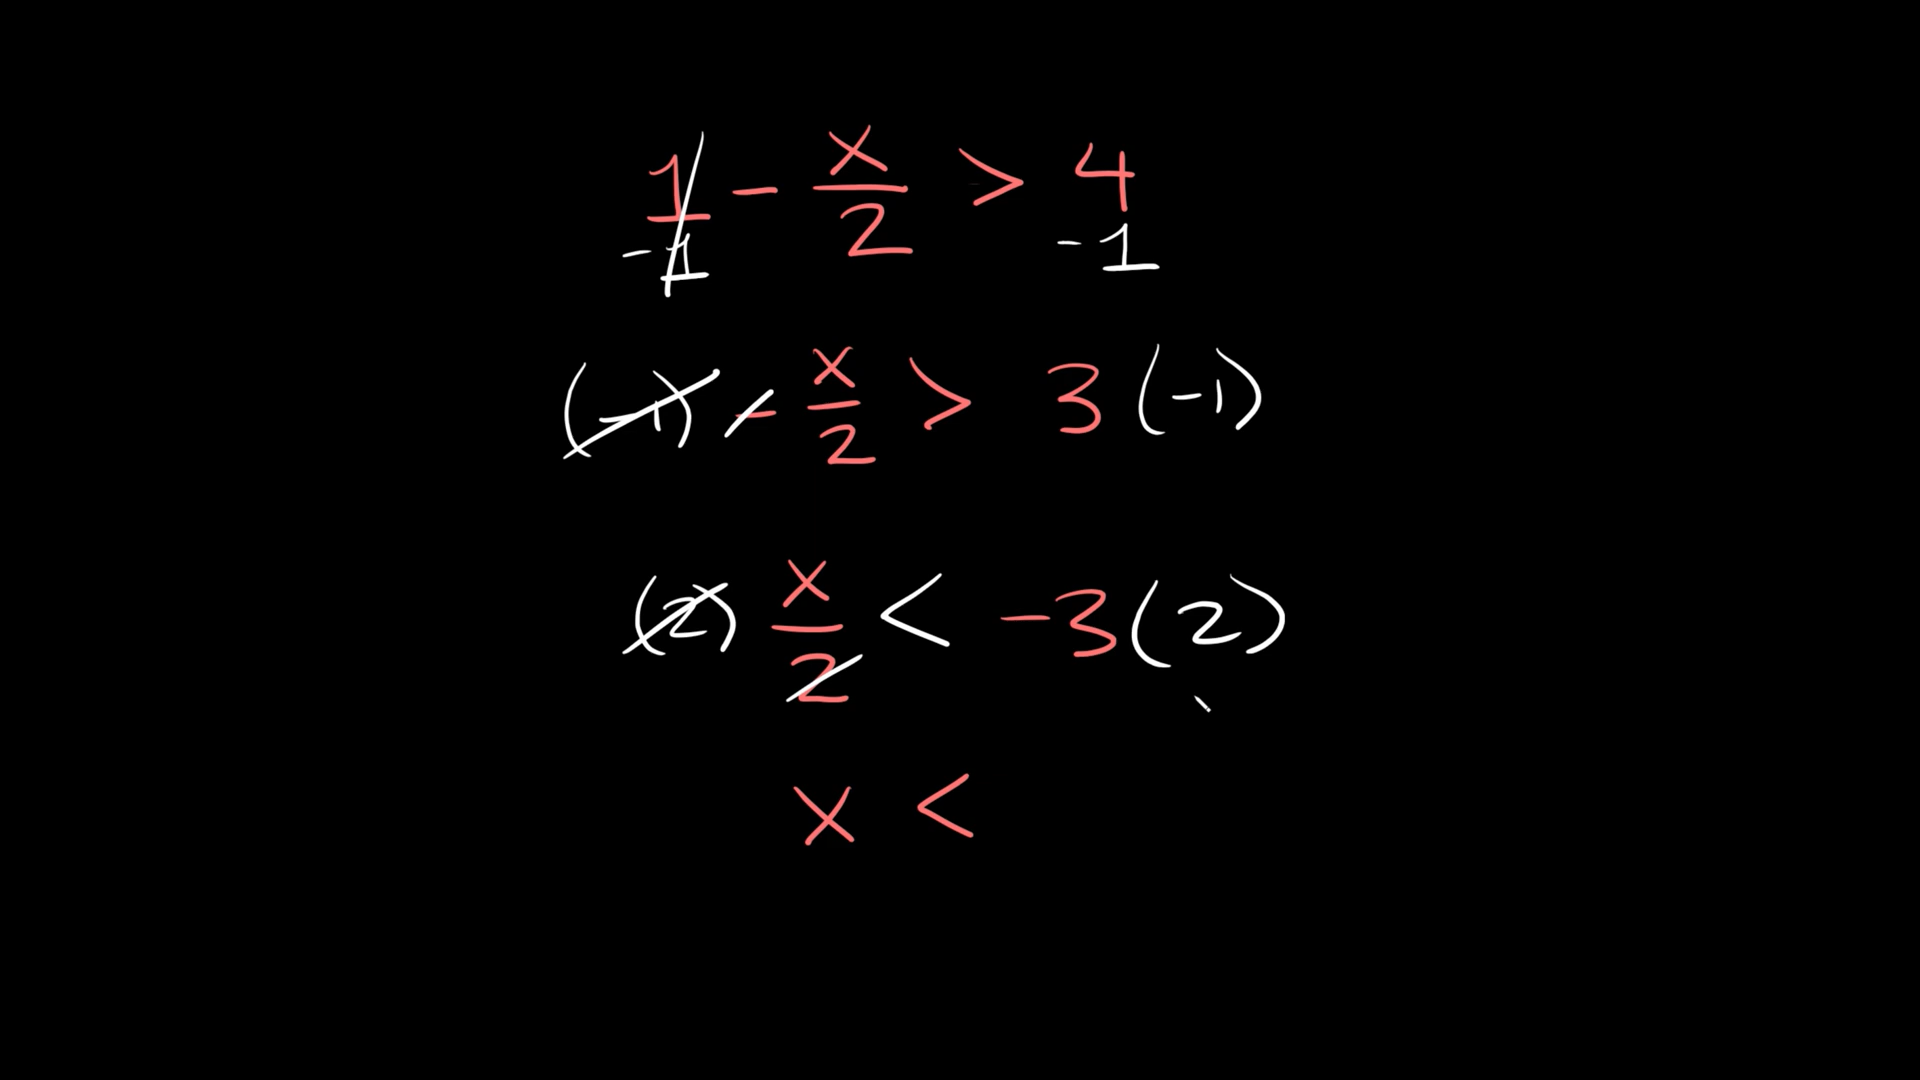 1 - x/2 > 4
-1 -1
(-1) - x/2 > 3 (-1)
(2) x/2 < -3 (2)
x <